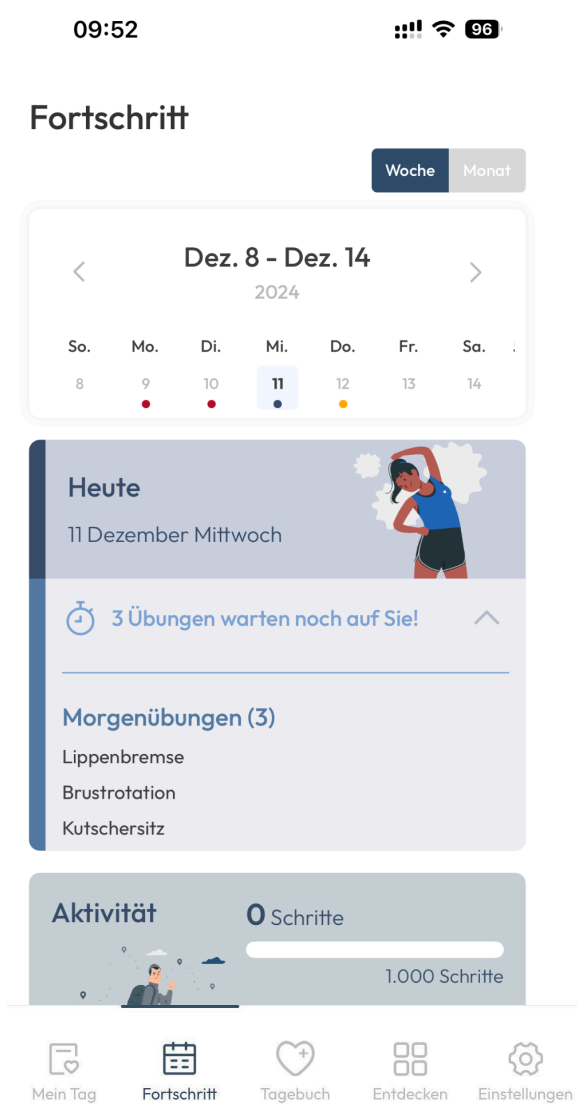 09:52
96
Fortschritt
Woche Monat
Dez. 8 - Dez. 14
2024
So. Mo. Di. Mi. Do. Fr. Sa.
8 9 10 11 12 13 14
Heute
11 Dezember Mittwoch
3 Übungen warten noch auf Sie!
Morgenübungen (3)
Lippenbremse
Brustrotation
Kutschersitz
Aktivität
0 Schritte
1.000 Schritte
Mein Tag Fortschritt Tagebuch Entdecken Einstellungen